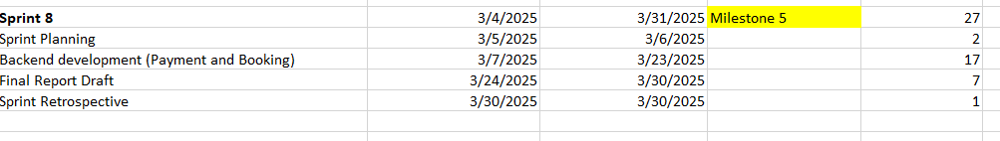 Sprint 8 3/4/2025 3/31/2025 Milestone 5 27
Sprint Planning 3/5/2025 3/6/2025 2
Backend development (Payment and Booking) 3/7/2025 3/23/2025 17
Final Report Draft 3/24/2025 3/30/2025 7
Sprint Retrospective 3/30/2025 3/30/2025 1